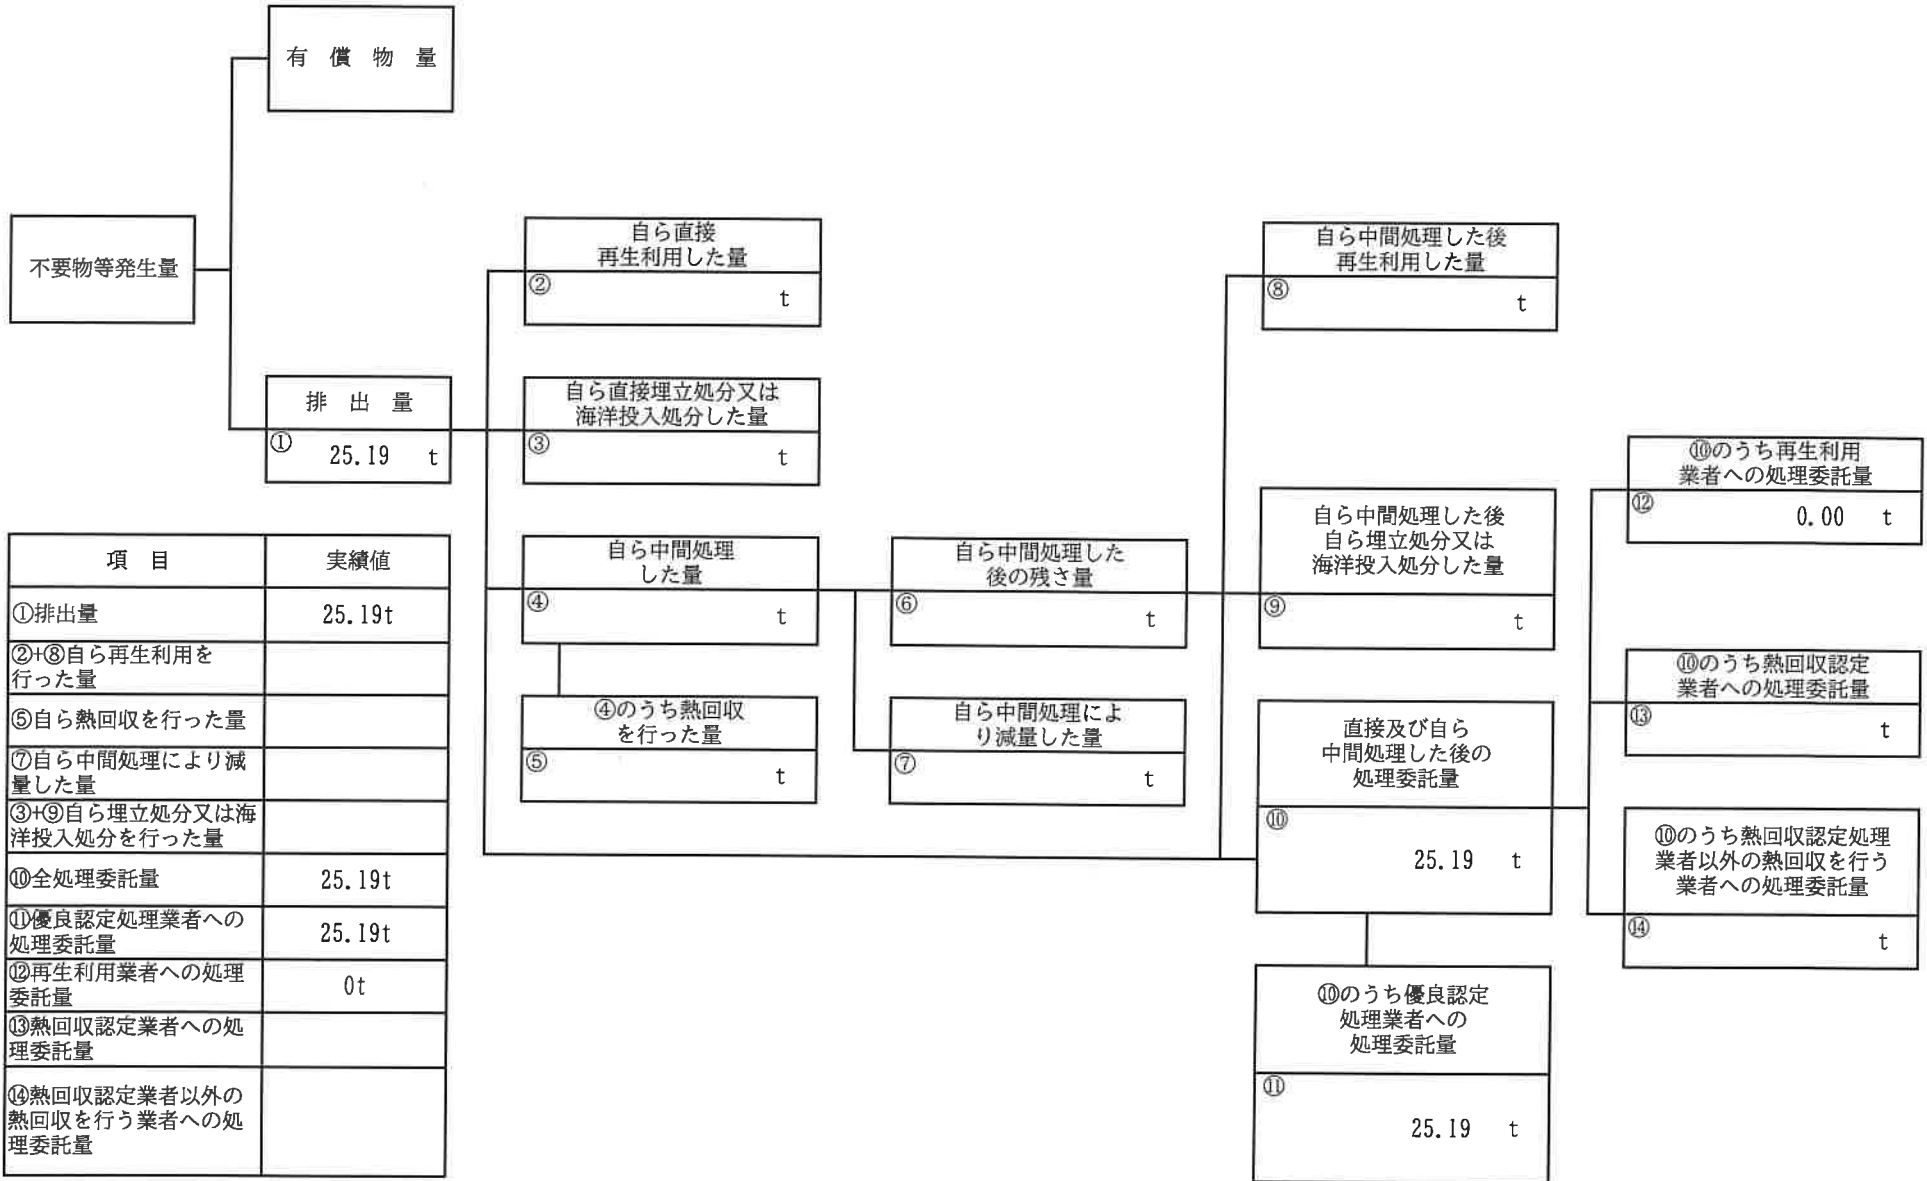 有　償　物　量
不要物等発生量
排　出　量
① 25.19 t
自ら直接
再生利用した量
② t
自ら直接埋立処分又は
海洋投入処分した量
③ t
自ら中間処理
した量
④ t
④のうち熱回収
を行った量
⑤ t
自ら中間処理した
後の残さ量
⑥ t
自ら中間処理によ
り減量した量
⑦ t
自ら中間処理した後
再生利用した量
⑧ t
自ら中間処理した後
自ら埋立処分又は
海洋投入処分した量
⑨ t
直接及び自ら
中間処理した後の
処理委託量
⑩
25.19 t
⑩のうち優良認定
処理業者への
処理委託量
⑪
25.19 t
⑩のうち再生利用
業者への処理委託量
⑫ 0.00 t
⑩のうち熱回収認定
業者への処理委託量
⑬ t
⑩のうち熱回収認定処理
業者以外の熱回収を行う
業者への処理委託量
⑭ t
項　目 実績値
①排出量 25.19t
②+⑧自ら再生利用を
行った量
⑤自ら熱回収を行った量
⑦自ら中間処理により減
量した量
③+⑨自ら埋立処分又は海
洋投入処分を行った量
⑩全処理委託量 25.19t
⑪優良認定処理業者への
処理委託量 25.19t
⑫再生利用業者への処理
委託量 0t
⑬熱回収認定業者への処
理委託量
⑭熱回収認定業者以外の
熱回収を行う業者への処
理委託量